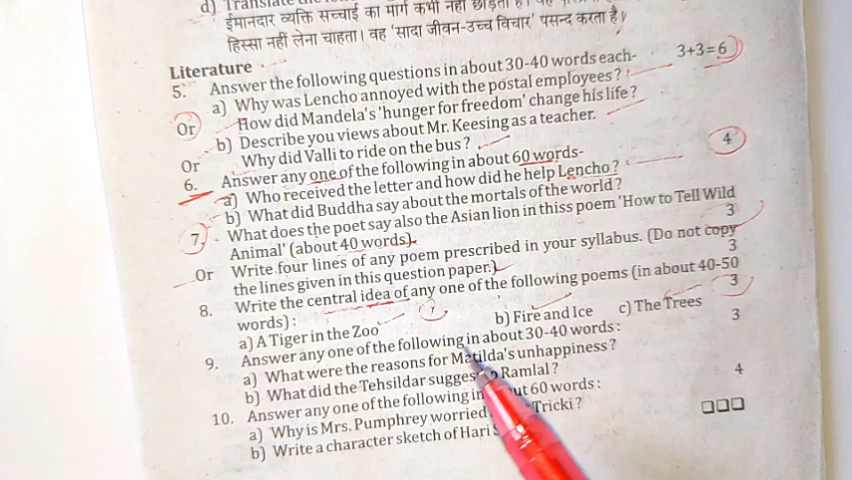 d) Translate the
ईमानदार व्यक्ति सच्चाई का मार्ग कभी नहीं छोड़ता है। वह
हिस्सा नहीं लेना चाहता। वह 'सादा जीवन-उच्च विचार' पसन्द करता है।
Literature
5. Answer the following questions in about 30-40 words each- 3+3=6
a) Why was Lencho annoyed with the postal employees?
Or How did Mandela's 'hunger for freedom' change his life?
b) Describe you views about Mr. Keesing as a teacher.
Or Why did Valli to ride on the bus?
6. Answer any one of the following in about 60 words- 4
a) Who received the letter and how did he help Lencho?
b) What did Buddha say about the mortals of the world?
7. What does the poet say also the Asian lion in thiss poem 'How to Tell Wild
Animal' (about 40 words). 3
Or Write four lines of any poem prescribed in your syllabus. (Do not copy
the lines given in this question paper.) 3
8. Write the central idea of any one of the following poems (in about 40-50
words): 3
a) A Tiger in the Zoo b) Fire and Ice c) The Trees
9. Answer any one of the following in about 30-40 words: 3
a) What were the reasons for Matilda's unhappiness?
b) What did the Tehsildar sugges Ramlal?
10. Answer any one of the following in out 60 words: 4
a) Why is Mrs. Pumphrey worried Tricki?
b) Write a character sketch of Hari S